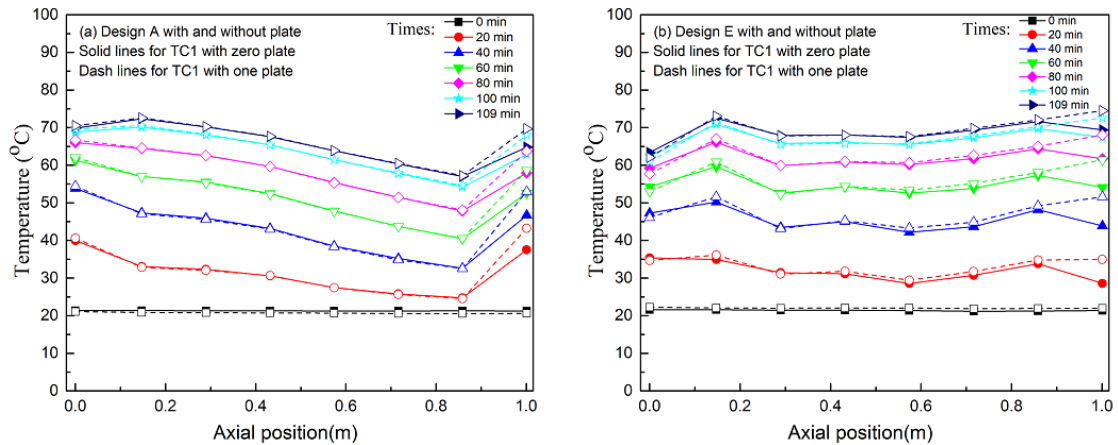 (a) Design A with and without plate
Solid lines for TC1 with zero plate
Dash lines for TC1 with one plate
Times:
0 min
20 min
40 min
60 min
80 min
100 min
109 min
Temperature (°C)
100
90
80
70
60
50
40
30
20
10
0
0.0
0.2
0.4
0.6
0.8
1.0
Axial position(m)
(b) Design E with and without plate
Solid lines for TC1 with zero plate
Dash lines for TC1 with one plate
Times:
0 min
20 min
40 min
60 min
80 min
100 min
109 min
Temperature (°C)
100
90
80
70
60
50
40
30
20
10
0
0.0
0.2
0.4
0.6
0.8
1.0
Axial position(m)